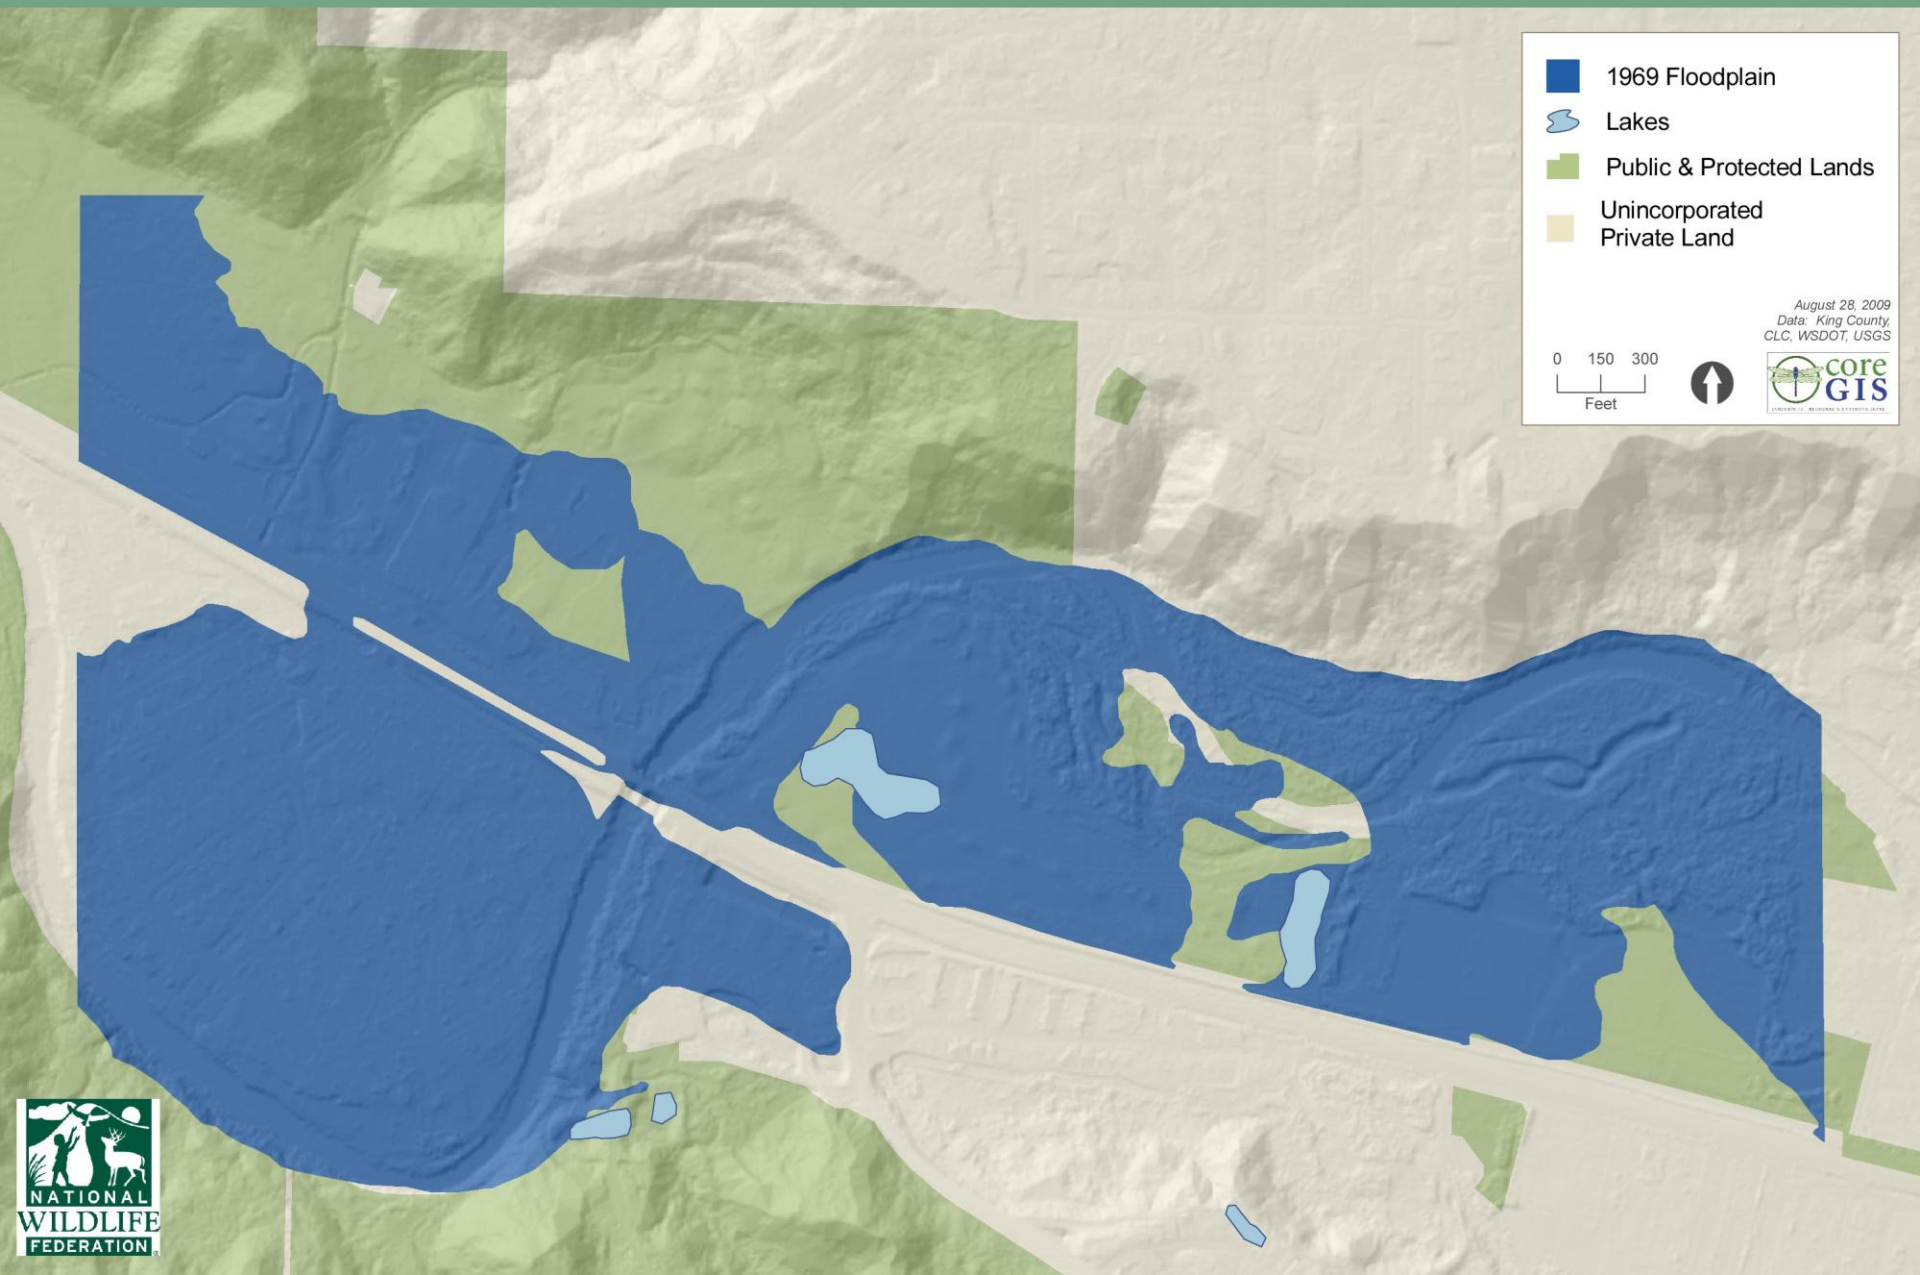 1969 Floodplain
Lakes
Public & Protected Lands
Unincorporated
Private Land
August 28, 2009
Data: King County,
CLC, WSDOT, USGS
0 150 300
Feet
core
GIS
NATIONAL
WILDLIFE
FEDERATION